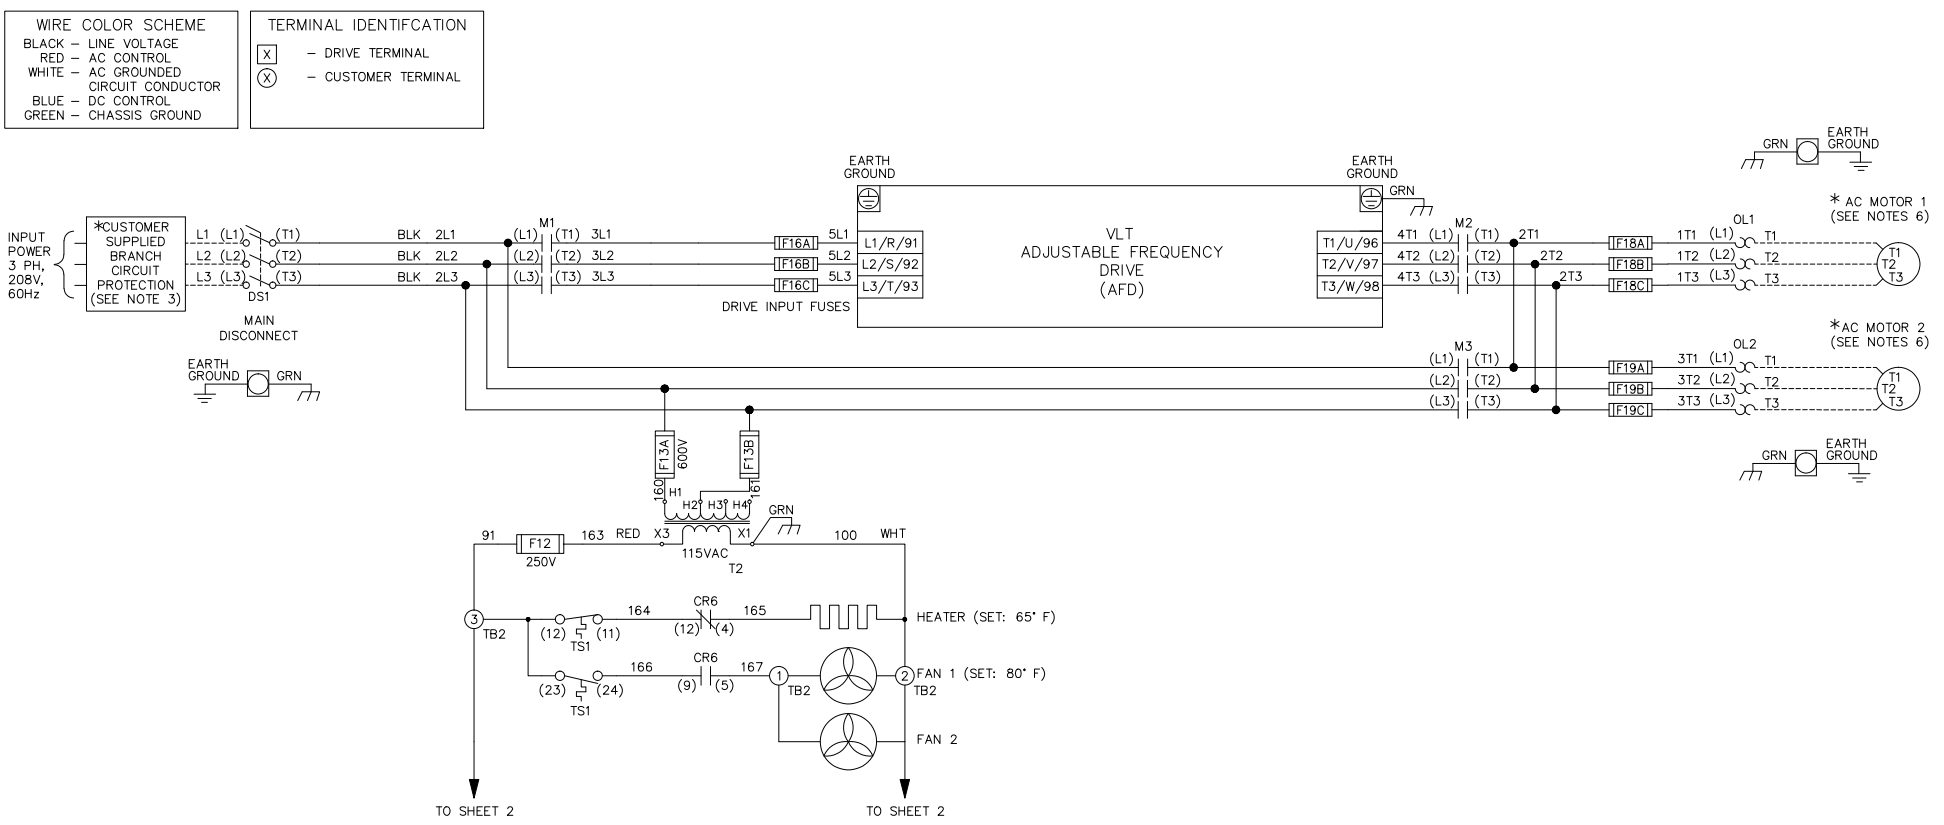 WIRE COLOR SCHEME
BLACK – LINE VOLTAGE
RED – AC CONTROL
WHITE – AC GROUNDED
CIRCUIT CONDUCTOR
BLUE – DC CONTROL
GREEN – CHASSIS GROUND
TERMINAL IDENTIFCATION
X – DRIVE TERMINAL
X – CUSTOMER TERMINAL
INPUT
POWER
3 PH,
208V,
60Hz
*CUSTOMER
SUPPLIED
BRANCH
CIRCUIT
PROTECTION
(SEE NOTE 3)
L1 (L1) (T1) BLK 2L1 (L1) M1 (T1) 3L1 F16A 5L1 L1/R/91
L2 (L2) (T2) BLK 2L2 (L2) (T2) 3L2 F16B 5L2 L2/S/92
L3 (L3) (T3) BLK 2L3 (L3) (T3) 3L3 F16C 5L3 L3/T/93
DS1
MAIN
DISCONNECT
DRIVE INPUT FUSES
EARTH
GROUND
GRN
EARTH
GROUND
VLT
ADJUSTABLE FREQUENCY
DRIVE
(AFD)
EARTH
GROUND
GRN
T1/U/96 4T1 (L1) M2 (T1) 2T1 F18A 1T1 (L1) OL1 T1
T2/V/97 4T2 (L2) (T2) 2T2 F18B 1T2 (L2) T2
T3/W/98 4T3 (L3) (T3) 2T3 F18C 1T3 (L3) T3
GRN
EARTH
GROUND
* AC MOTOR 1
(SEE NOTES 6)
T1
T2
T3
*AC MOTOR 2
(SEE NOTES 6)
(L1) M3 (T1) F19A 3T1 (L1) OL2 T1
(L2) (T2) F19B 3T2 (L2) T2
(L3) (T3) F19C 3T3 (L3) T3
T1
T2
T3
GRN
EARTH
GROUND
F13A
600V
F13B
160
161
H1
H2 H3 H4
GRN
91 F12 163 RED X3 X1 100 WHT
250V
115VAC
T2
3
TB2
(12) (11) 164 CR6 165
TS1
(12) (4)
HEATER (SET: 65° F)
(23) (24) 166 CR6 167 1
TS1
(9) (5)
TB2
2 FAN 1 (SET: 80° F)
TB2
FAN 2
TO SHEET 2
TO SHEET 2